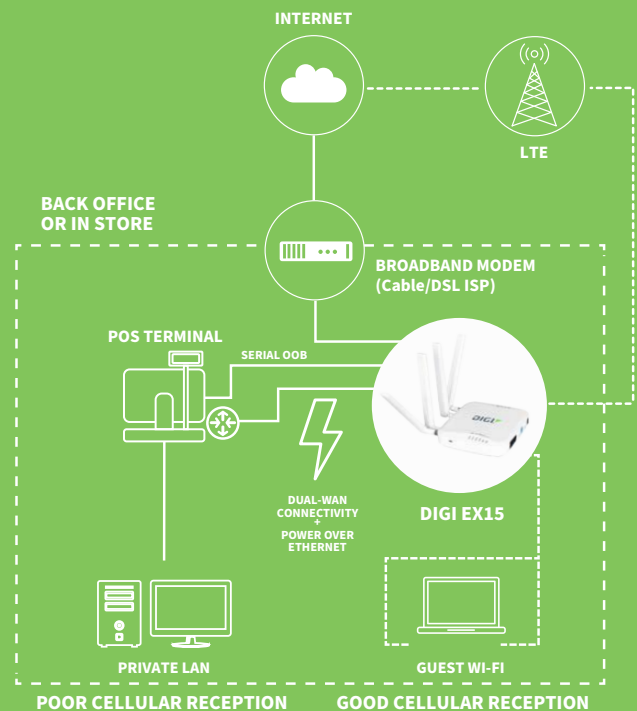 INTERNET
LTE
BACK OFFICE
OR IN STORE
BROADBAND MODEM
(Cable/DSL ISP)
POS TERMINAL
SERIAL OOB
DIGI
DUAL-WAN
CONNECTIVITY
+
POWER OVER
ETHERNET
DIGI EX15
PRIVATE LAN
GUEST WI-FI
POOR CELLULAR RECEPTION
GOOD CELLULAR RECEPTION